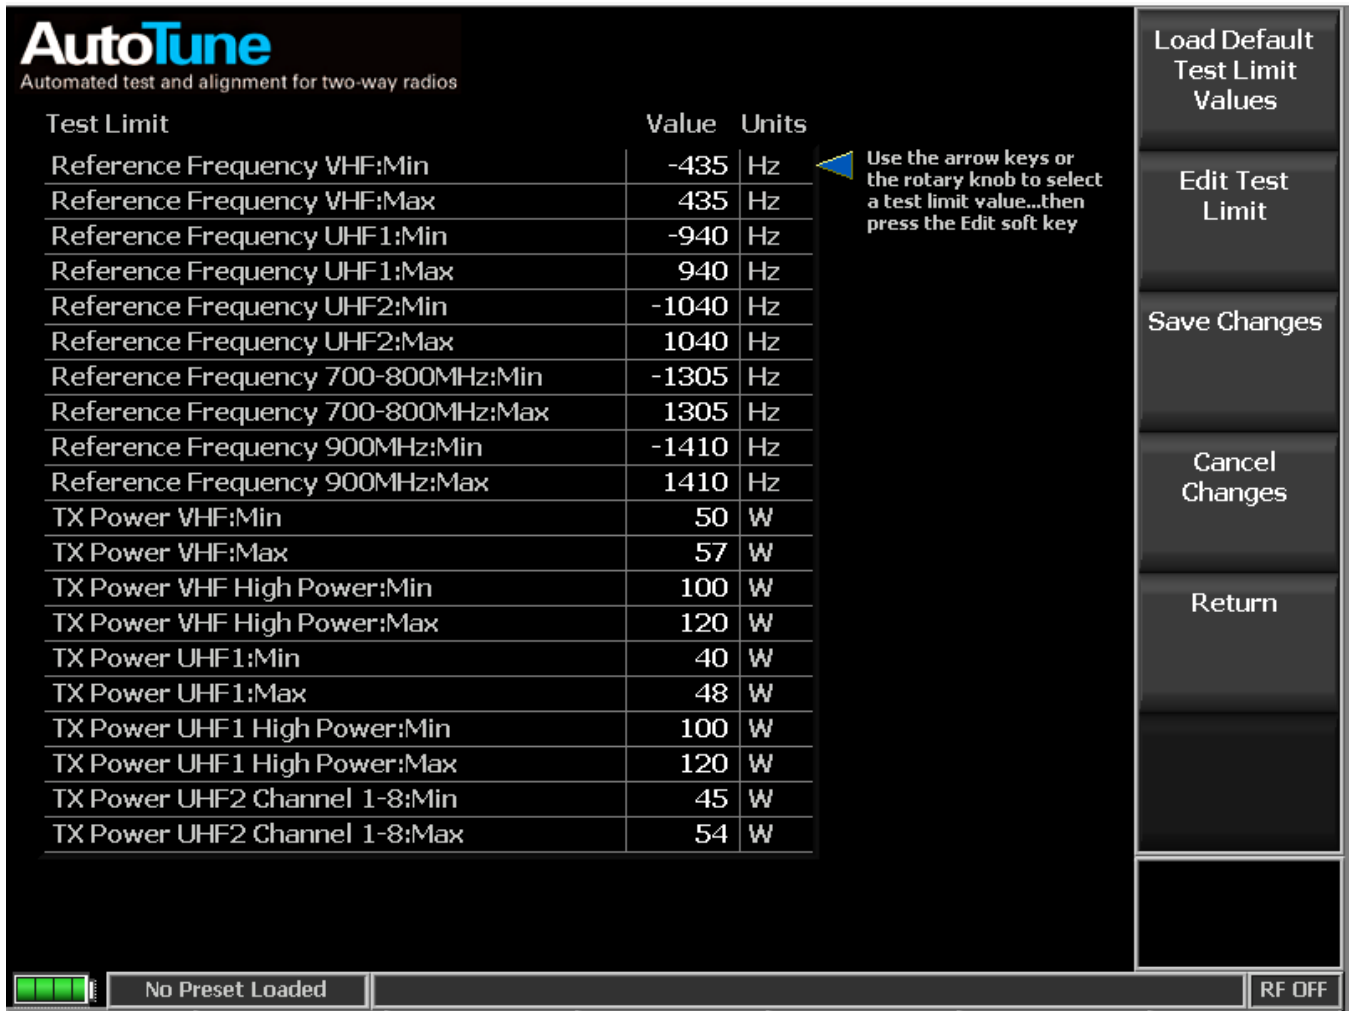 AutoTune
Automated test and alignment for two-way radios
Test Limit Value Units
Reference Frequency VHF:Min -435 Hz
Reference Frequency VHF:Max 435 Hz
Reference Frequency UHF1:Min -940 Hz
Reference Frequency UHF1:Max 940 Hz
Reference Frequency UHF2:Min -1040 Hz
Reference Frequency UHF2:Max 1040 Hz
Reference Frequency 700-800MHz:Min -1305 Hz
Reference Frequency 700-800MHz:Max 1305 Hz
Reference Frequency 900MHz:Min -1410 Hz
Reference Frequency 900MHz:Max 1410 Hz
TX Power VHF:Min 50 W
TX Power VHF:Max 57 W
TX Power VHF High Power:Min 100 W
TX Power VHF High Power:Max 120 W
TX Power UHF1:Min 40 W
TX Power UHF1:Max 48 W
TX Power UHF1 High Power:Min 100 W
TX Power UHF1 High Power:Max 120 W
TX Power UHF2 Channel 1-8:Min 45 W
TX Power UHF2 Channel 1-8:Max 54 W
Use the arrow keys or
the rotary knob to select
a test limit value...then
press the Edit soft key
Load Default
Test Limit
Values
Edit Test
Limit
Save Changes
Cancel
Changes
Return
No Preset Loaded
RF OFF